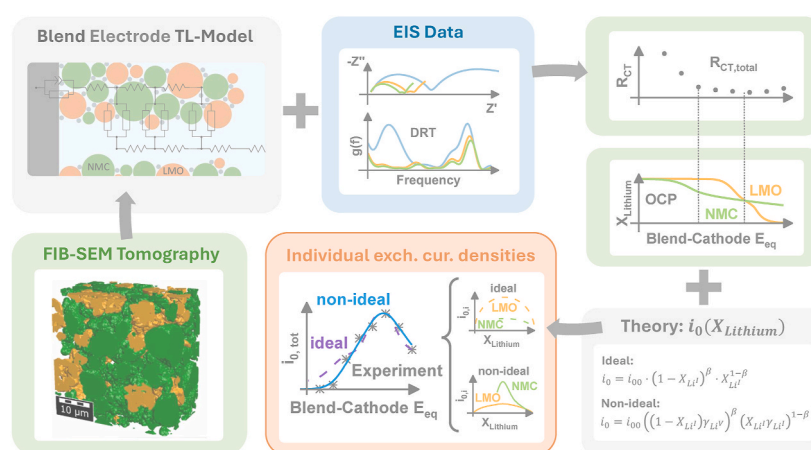 Blend Electrode TL-Model
NMC
LMO
EIS Data
-Z''
Z'
DRT
g(f)
Frequency
R_CT
R_CT,total
X_Lithium
OCP
LMO
NMC
Blend-Cathode E_eq
FIB-SEM Tomography
10 µm
Individual exch. cur. densities
non-ideal
ideal
Experiment
i_0, tot
Blend-Cathode E_eq
ideal
LMO
NMC
i_0,i
X_Lithium
non-ideal
NMC
LMO
i_0,i
X_Lithium
Theory: i_0(X_Lithium)
Ideal:
i_0 = i_00 · (1 − X_Li^I)^β · X_Li^I^1−β
Non-ideal:
i_0 = i_00 ((1 − X_Li^I)γ_Li^V)^β (X_Li^I γ_Li^I)^1−β